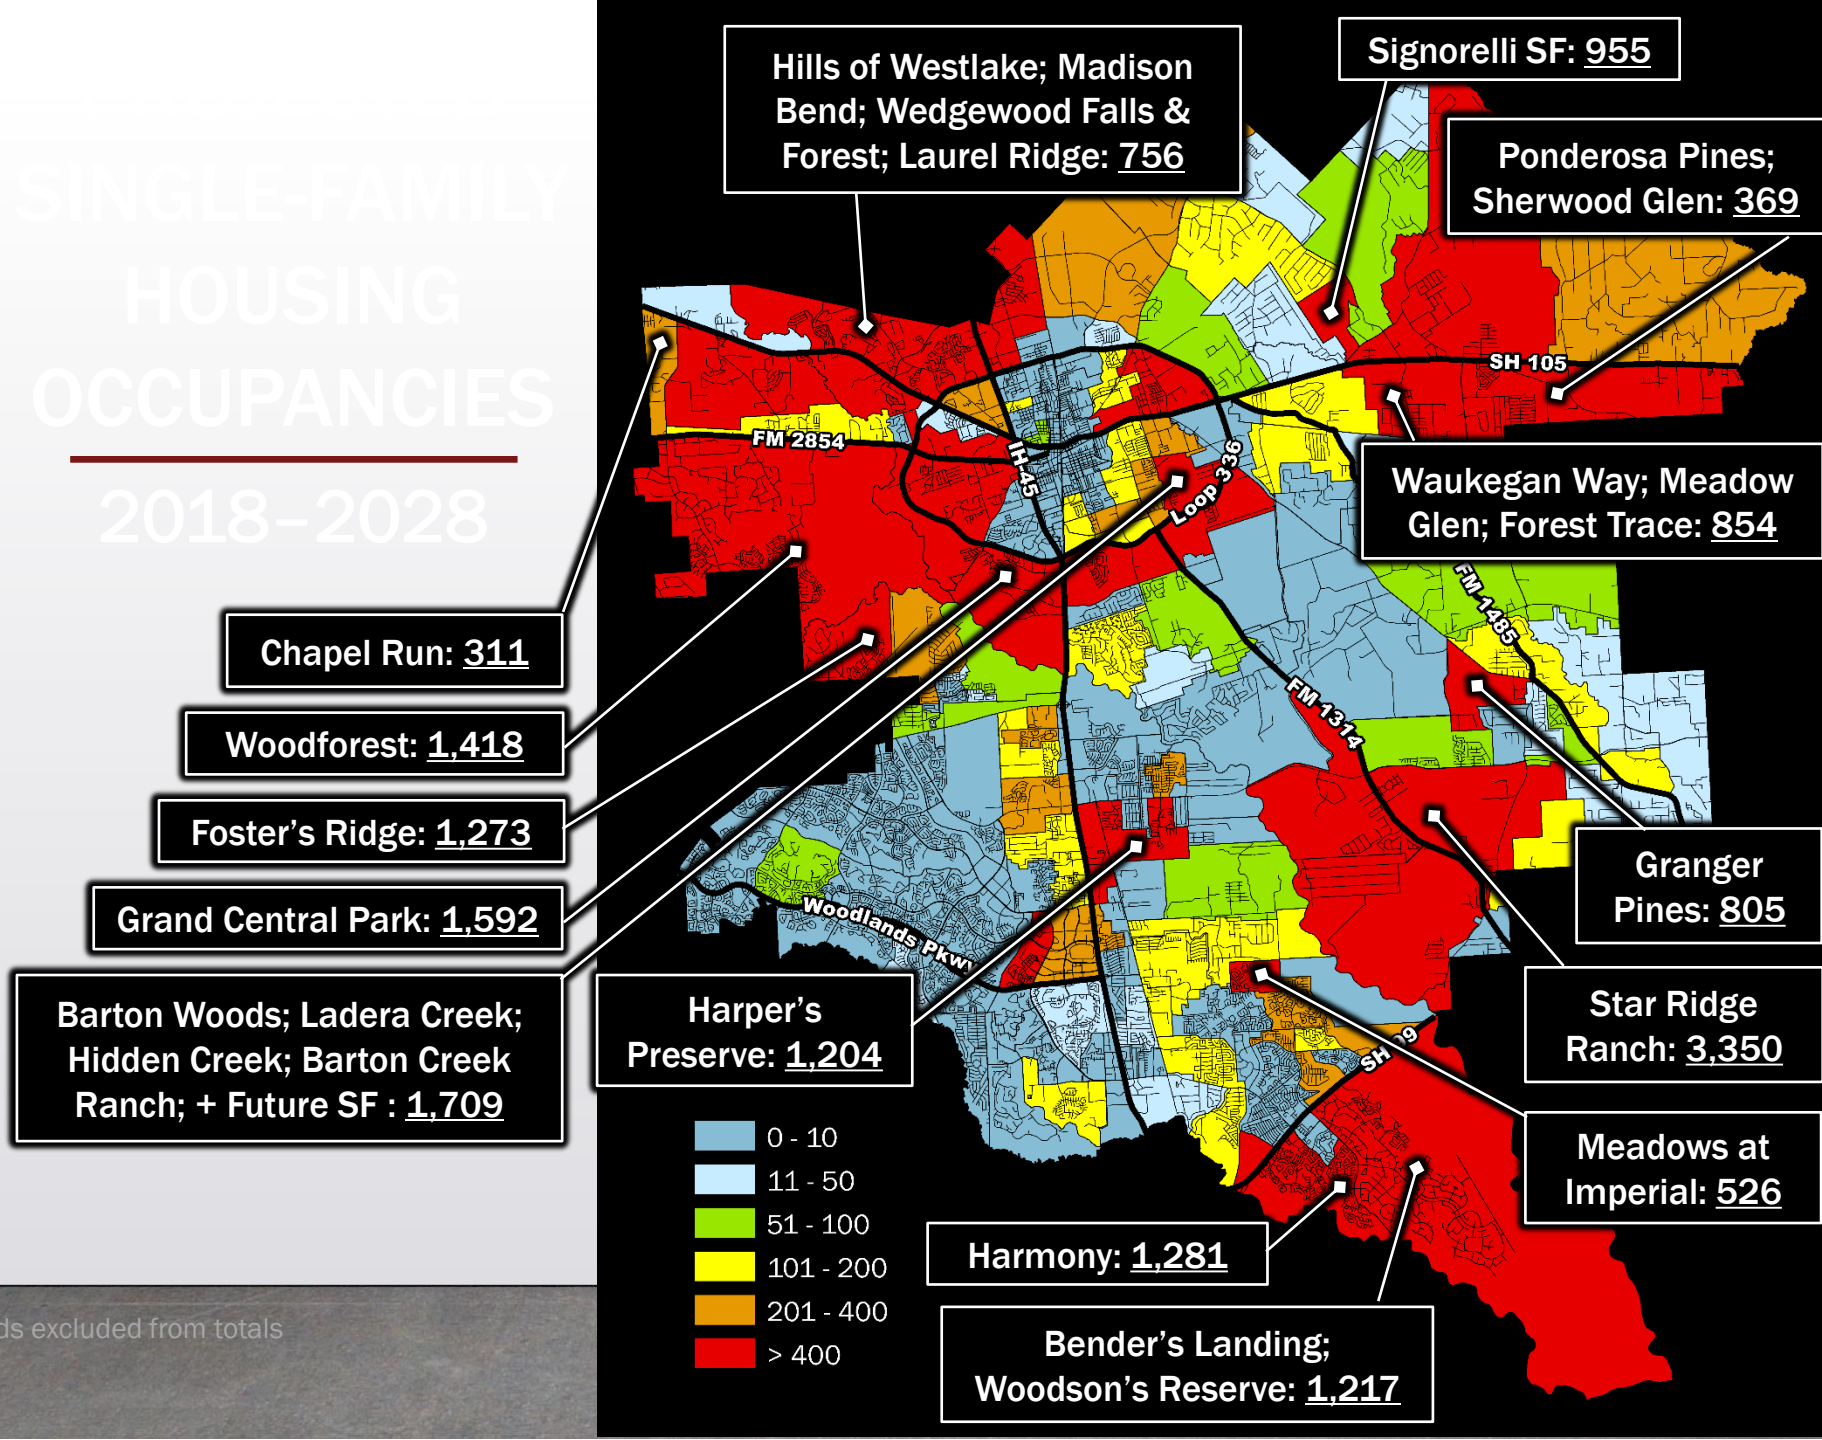 SINGLE-FAMILY
HOUSING
OCCUPANCIES
2018–2028
Hills of Westlake; Madison
Bend; Wedgewood Falls &
Forest; Laurel Ridge: 756
Signorelli SF: 955
Ponderosa Pines;
Sherwood Glen: 369
SH 105
FM 2854
IH-45
Loop 336
Waukegan Way; Meadow
Glen; Forest Trace: 854
FM 1485
FM 1314
Chapel Run: 311
Woodforest: 1,418
Foster's Ridge: 1,273
Grand Central Park: 1,592
Barton Woods; Ladera Creek;
Hidden Creek; Barton Creek
Ranch; + Future SF : 1,709
Woodlands Pkwy
Harper's
Preserve: 1,204
Granger
Pines: 805
Star Ridge
Ranch: 3,350
SH 99
Meadows at
Imperial: 526
Harmony: 1,281
Bender's Landing;
Woodson's Reserve: 1,217
0 - 10
11 - 50
51 - 100
101 - 200
201 - 400
> 400
excluded from totals